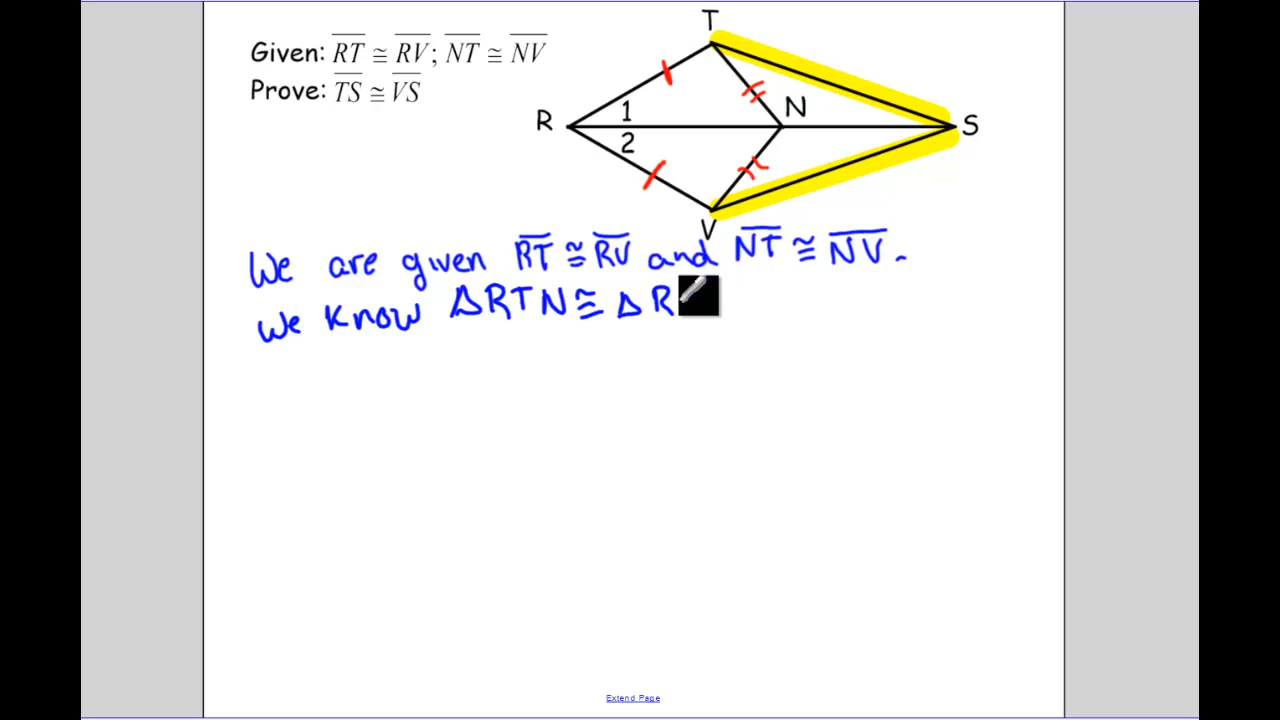 Given: RT ≅ RV; NT ≅ NV
Prove: TS ≅ VS
T
R
1
2
N
S
V
We are given RT ≅ RV and NT ≅ NV.
We know ΔRTN ≅ ΔR
Extend Page